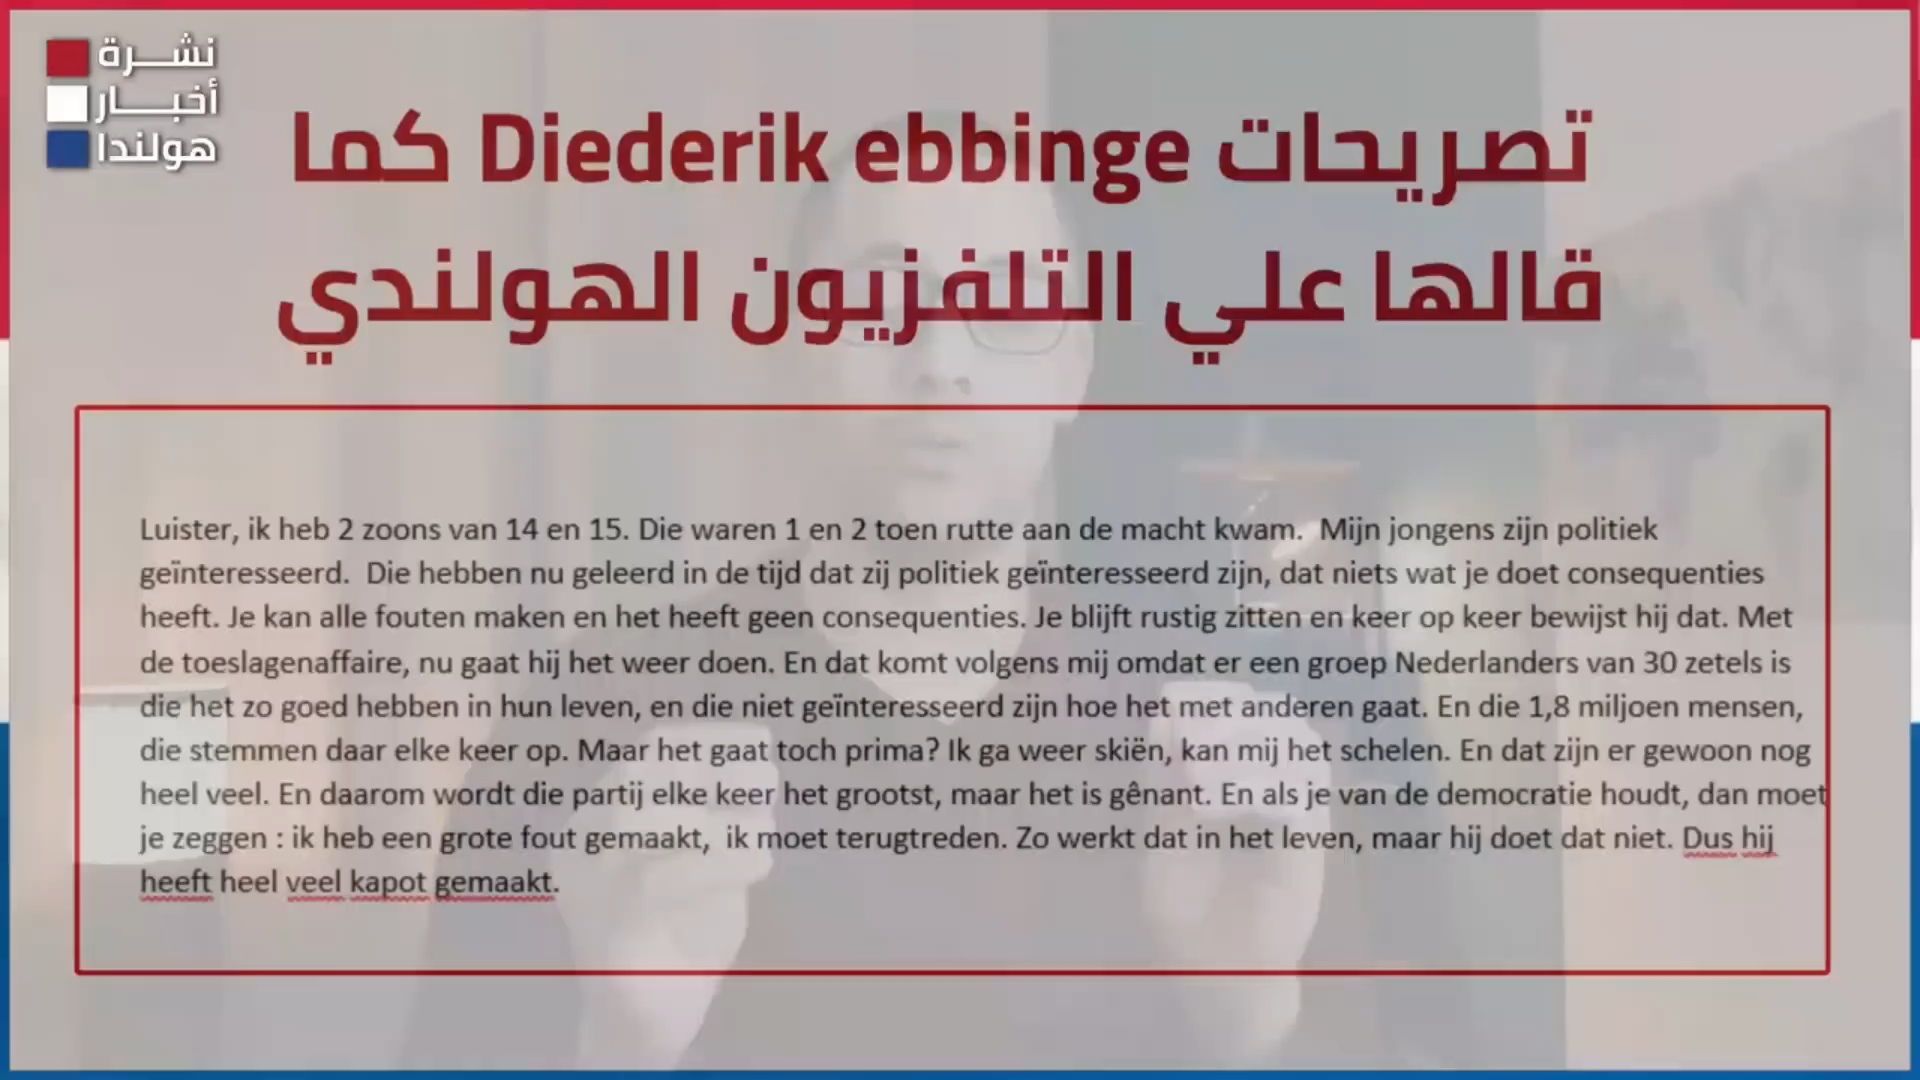 نشرة
أخبار
هولندا
تصريحات Diederik ebbinge كما
قالها علي التلفزيون الهولندي
Luister, ik heb 2 zoons van 14 en 15. Die waren 1 en 2 toen rutte aan de macht kwam.  Mijn jongens zijn politiek
geïnteresseerd.  Die hebben nu geleerd in de tijd dat zij politiek geïnteresseerd zijn, dat niets wat je doet consequenties
heeft. Je kan alle fouten maken en het heeft geen consequenties. Je blijft rustig zitten en keer op keer bewijst hij dat. Met
de toeslagenaffaire, nu gaat hij het weer doen. En dat komt volgens mij omdat er een groep Nederlanders van 30 zetels is
die het zo goed hebben in hun leven, en die niet geïnteresseerd zijn hoe het met anderen gaat. En die 1,8 miljoen mensen,
die stemmen daar elke keer op. Maar het gaat toch prima? Ik ga weer skiën, kan mij het schelen. En dat zijn er gewoon nog
heel veel. En daarom wordt die partij elke keer het grootst, maar het is gênant. En als je van de democratie houdt, dan moet
je zeggen : ik heb een grote fout gemaakt,  ik moet terugtreden. Zo werkt dat in het leven, maar hij doet dat niet. Dus hij
heeft heel veel kapot gemaakt.